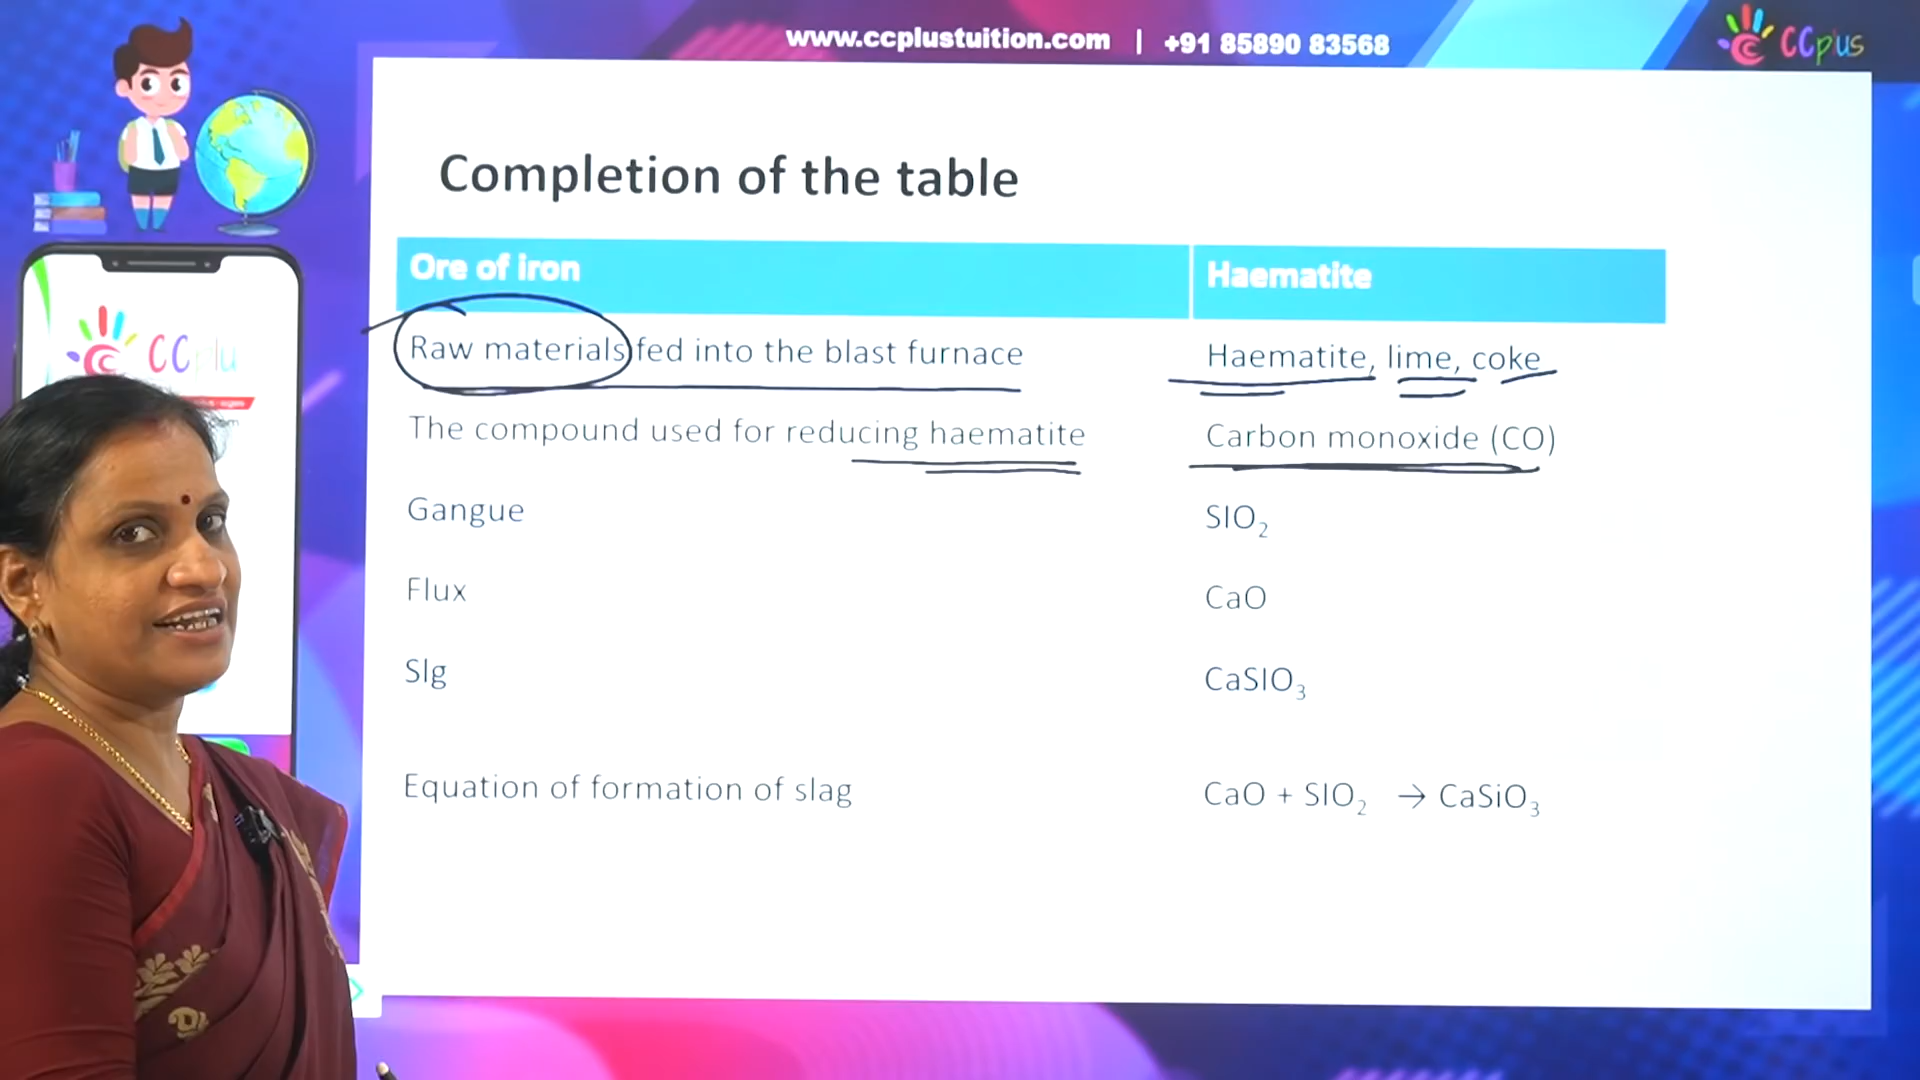 www.ccplustuition.com | +91 85890 83568
CCplus
Completion of the table
Ore of iron Haematite
Raw materials fed into the blast furnace Haematite, lime, coke
The compound used for reducing haematite Carbon monoxide (CO)
Gangue SIO₂
Flux CaO
Slg CaSIO₃
Equation of formation of slag CaO + SIO₂ → CaSiO₃
CCplu